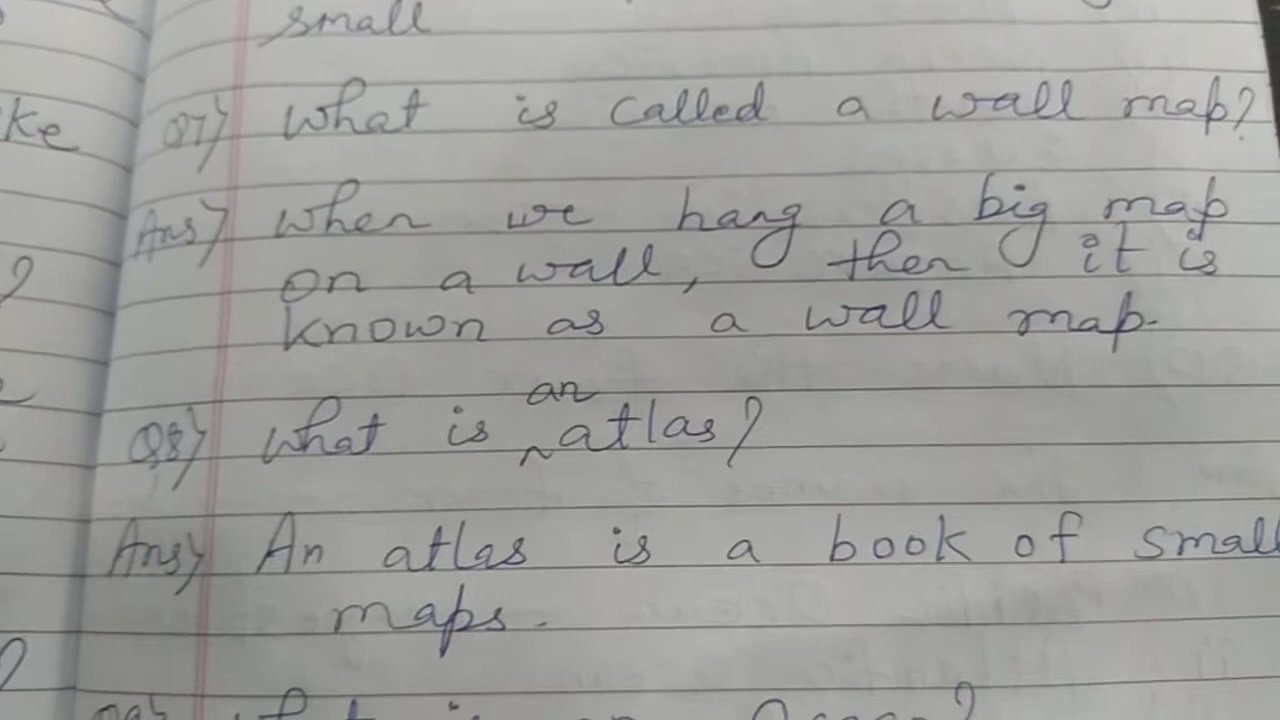 small
ke
Q7) What is called a wall map?
Ans) When we hang a big map
on a wall, then it is
known as a wall map.
an
Q8) What is atlas?
Ans) An atlas is a book of small
maps.